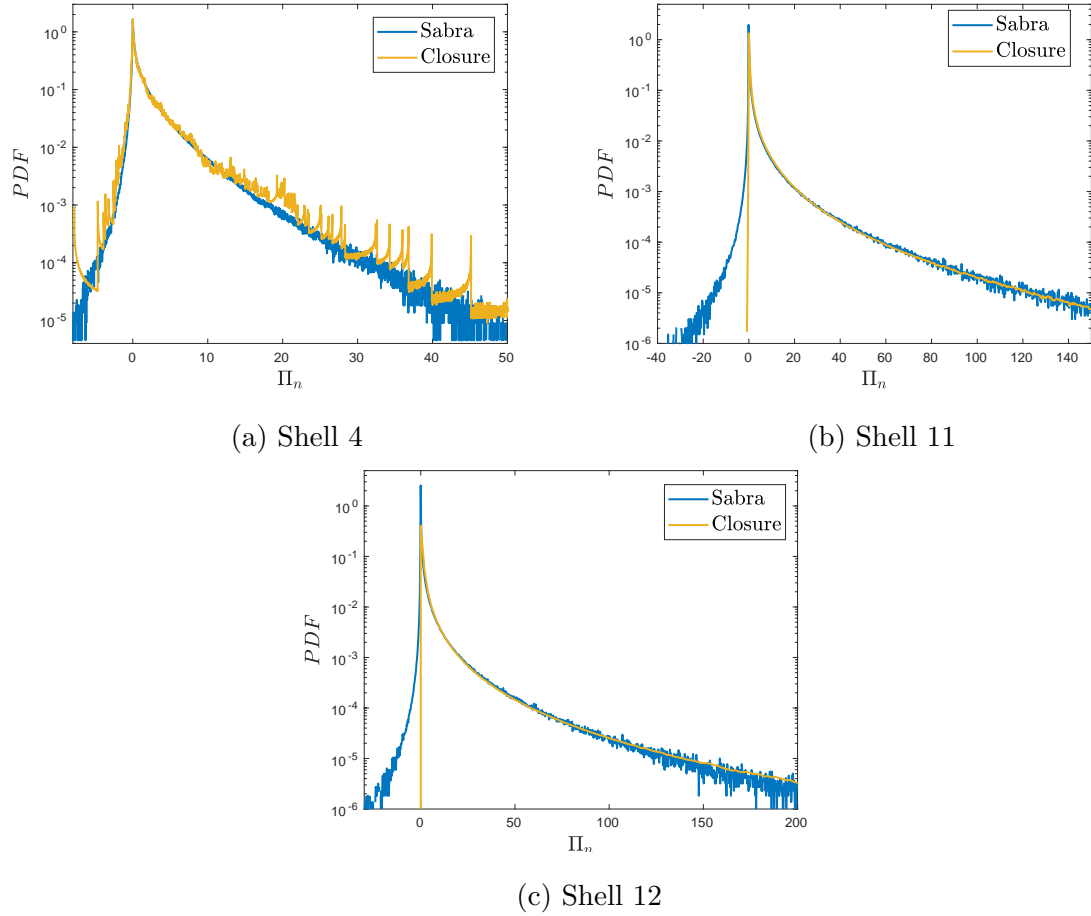 10^0
10^-1
10^-2
10^-3
10^-4
10^-5
PDF
0
10
20
30
40
50
Π_n
Sabra
Closure
(a) Shell 4
10^0
10^-1
10^-2
10^-3
10^-4
10^-5
10^-6
PDF
-40
-20
0
20
40
60
80
100
120
140
Π_n
Sabra
Closure
(b) Shell 11
10^0
10^-1
10^-2
10^-3
10^-4
10^-5
10^-6
PDF
0
50
100
150
200
Π_n
Sabra
Closure
(c) Shell 12